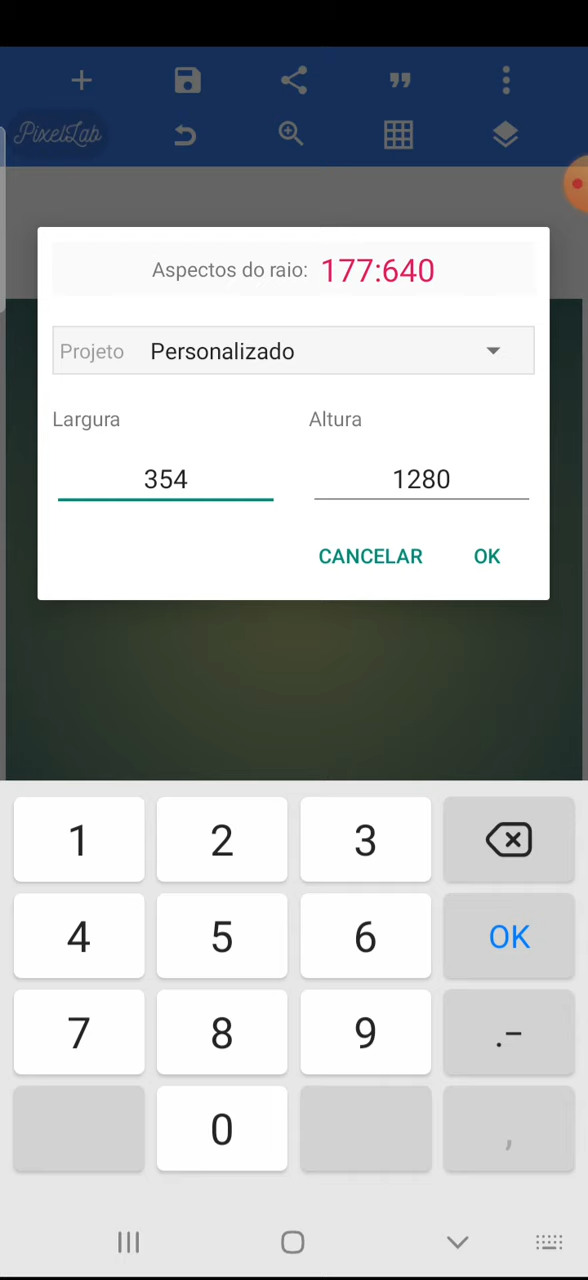 PixelLab
Aspectos do raio: 177:640
Projeto Personalizado
Largura Altura
354 1280
CANCELAR OK
1 2 3
4 5 6 OK
7 8 9 .-
0 ,